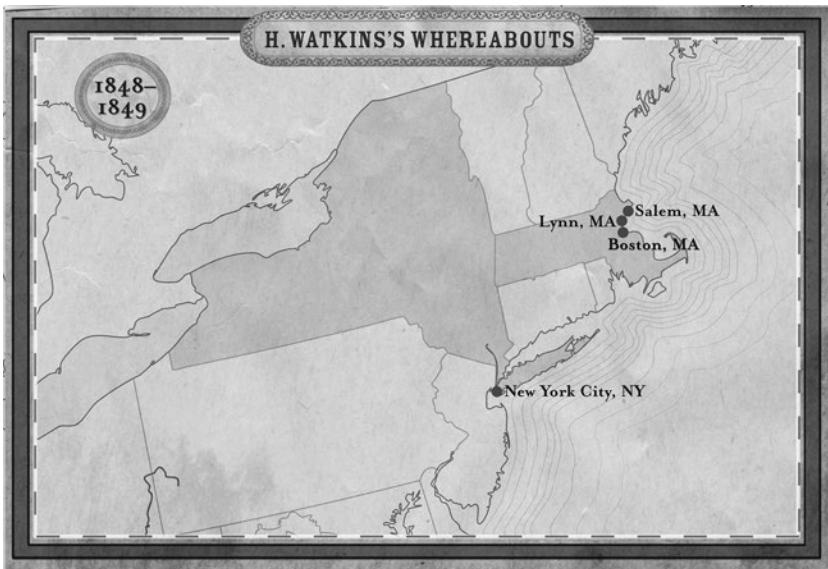 H. WATKINS'S WHEREABOUTS
1848–
1849
Salem, MA
Lynn, MA
Boston, MA
New York City, NY